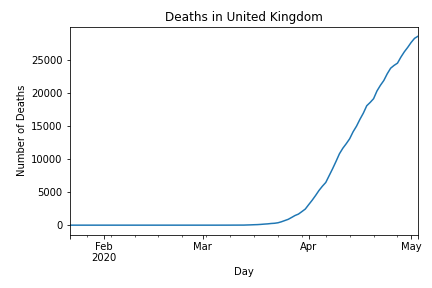 Deaths in United Kingdom
Number of Deaths
25000
20000
15000
10000
5000
0
Feb
2020
Mar
Apr
May
Day